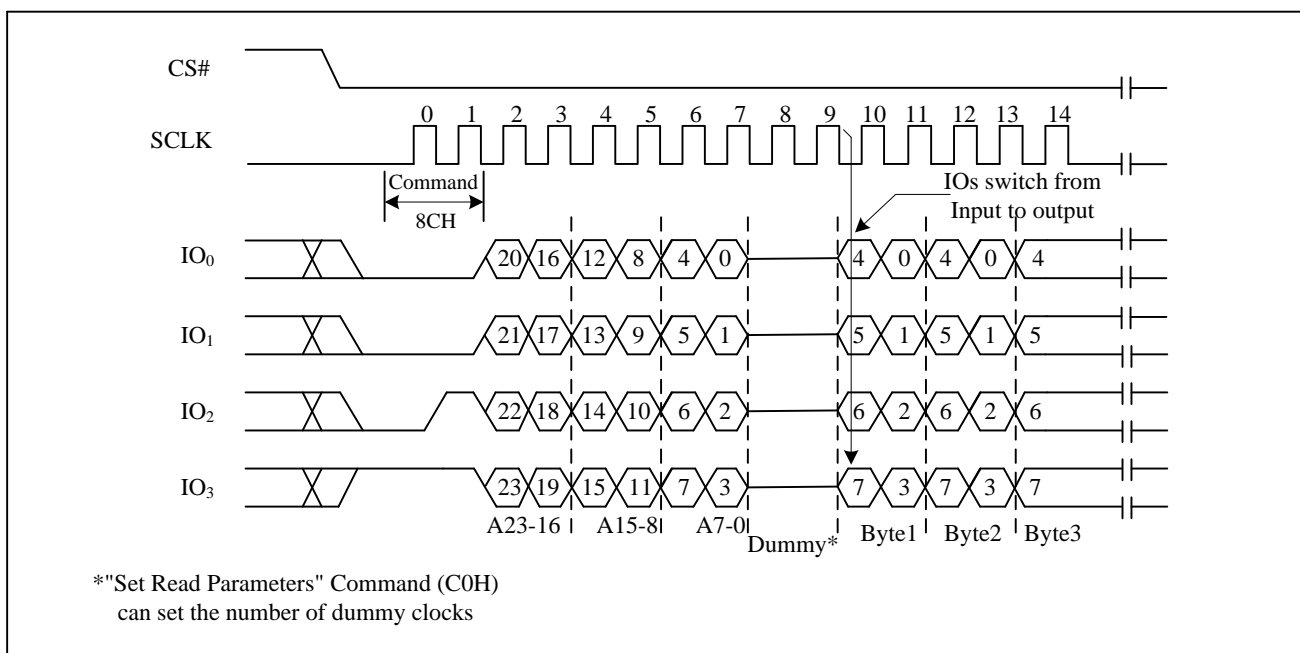 CS#
0 1 2 3 4 5 6 7 8 9 10 11 12 13 14
SCLK
Command
8CH
IOs switch from
Input to output
IO0 20 16 12 8 4 0 4 0 4 0 4
IO1 21 17 13 9 5 1 5 1 5 1 5
IO2 22 18 14 10 6 2 6 2 6 2 6
IO3 23 19 15 11 7 3 7 3 7 3 7
A23-16 A15-8 A7-0 Dummy* Byte1 Byte2 Byte3
*"Set Read Parameters" Command (C0H)
can set the number of dummy clocks